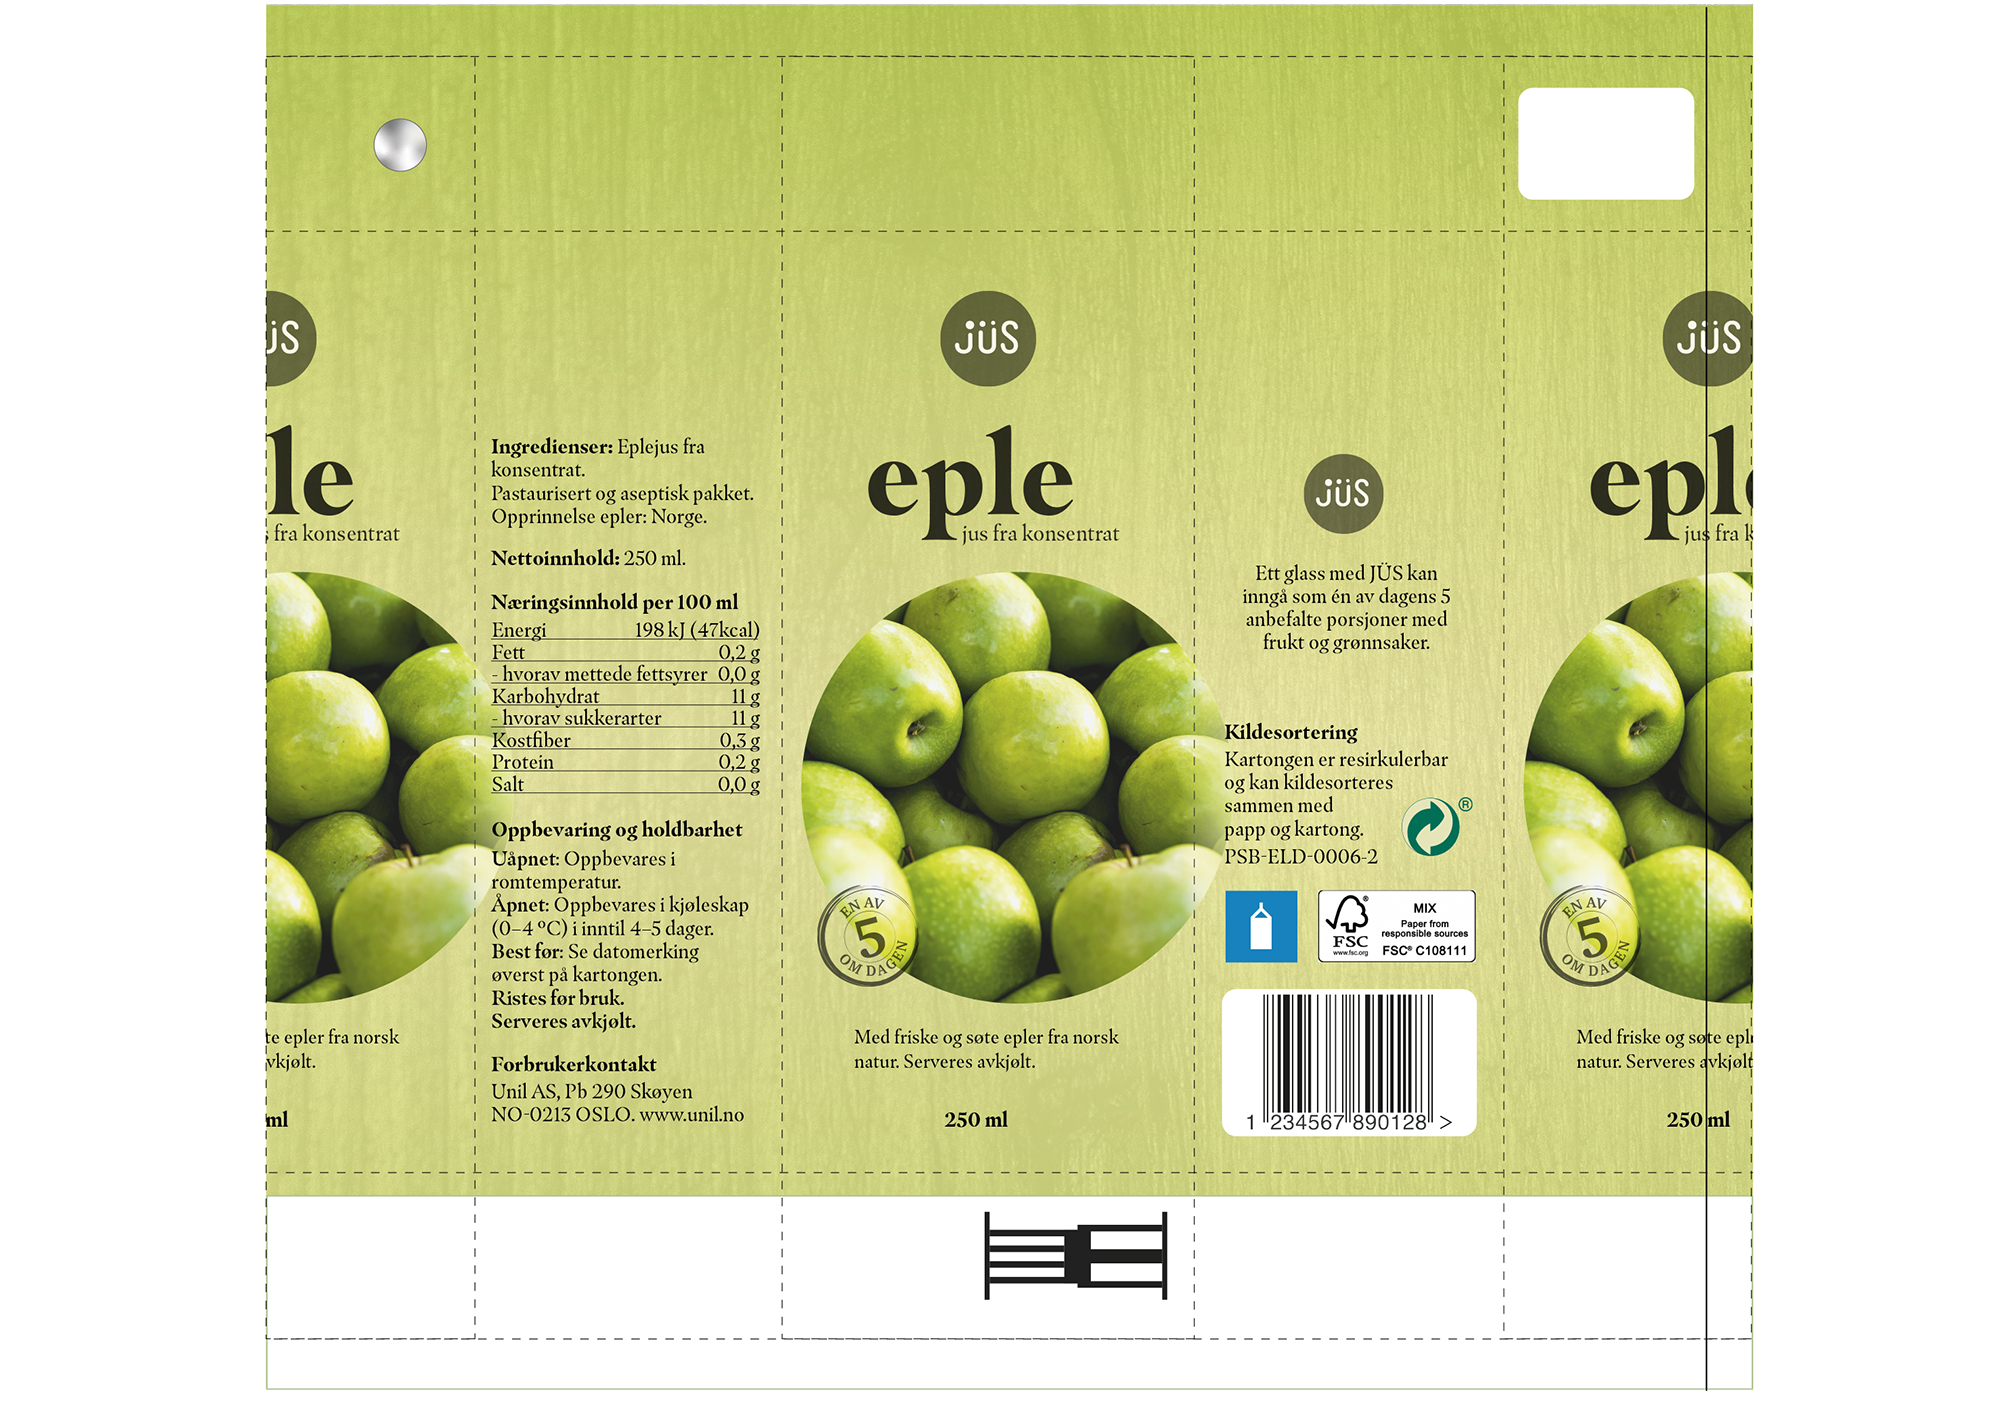 jüs
le
fra konsentrat
te epler fra norsk
vkjølt.
ml
Ingredienser: Eplejus fra
konsentrat.
Pastaurisert og aseptisk pakket.
Opprinnelse epler: Norge.
Nettoinnhold: 250 ml.
Næringsinnhold per 100 ml
Energi 198 kJ (47kcal)
Fett 0,2 g
- hvorav mettede fettsyrer 0,0 g
Karbohydrat 11 g
- hvorav sukkerarter 11 g
Kostfiber 0,3 g
Protein 0,2 g
Salt 0,0 g
Oppbevaring og holdbarhet
Uåpnet: Oppbevares i
romtemperatur.
Åpnet: Oppbevares i kjøleskap
(0–4 °C) i inntil 4–5 dager.
Best før: Se datomerking
øverst på kartongen.
Ristes før bruk.
Serveres avkjølt.
Forbrukerkontakt
Unil AS, Pb 290 Skøyen
NO-0213 OSLO. www.unil.no
jüs
eple
jus fra konsentrat
EN AV
5
OM DAGEN
Med friske og søte epler fra norsk
natur. Serveres avkjølt.
250 ml
jüs
Ett glass med JÜS kan
inngå som én av dagens 5
anbefalte porsjoner med
frukt og grønnsaker.
Kildesortering
Kartongen er resirkulerbar
og kan kildesorteres
sammen med
papp og kartong.
PSB-ELD-0006-2
®
FSC®
www.fsc.org
MIX
Paper from
responsible sources
FSC® C108111
1 234567 890128 >
jüs
eple
jus fra k
EN AV
5
OM DAGEN
Med friske og søte epl
natur. Serveres avkjølt
250 ml